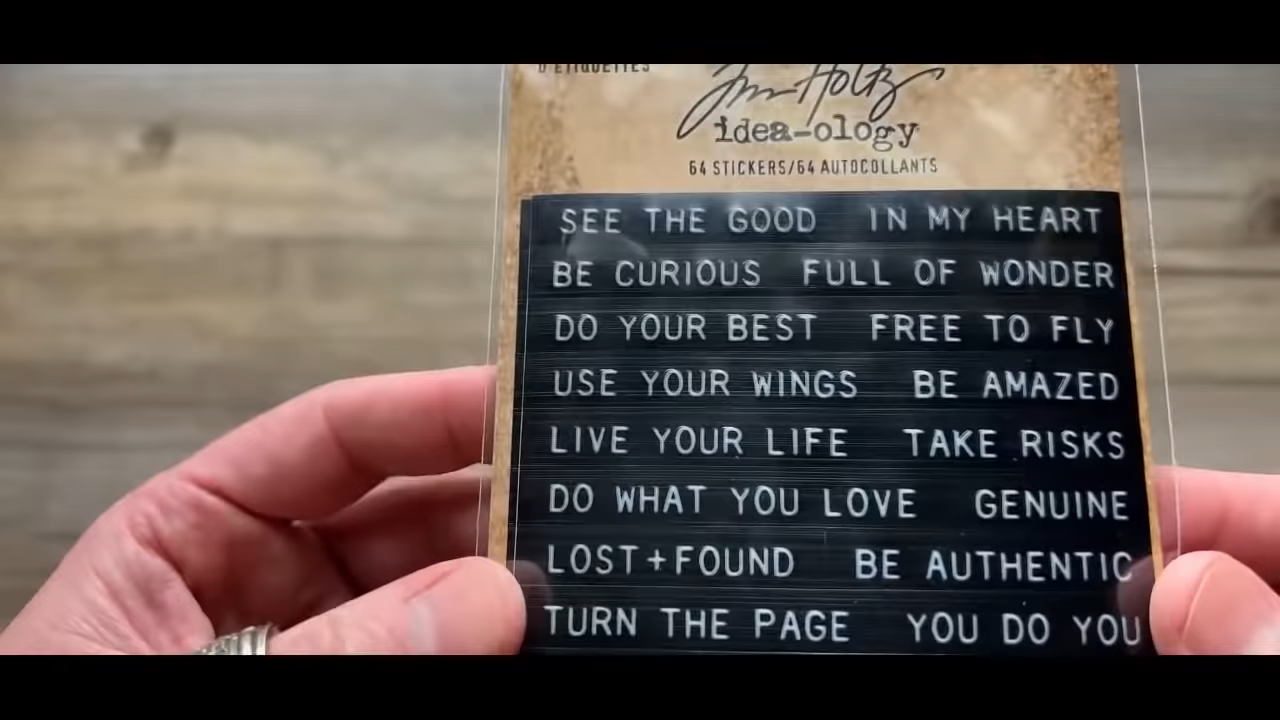 D'ÉTIQUETTES
Tim Holtz
idea-ology
64 STICKERS/64 AUTOCOLLANTS
SEE THE GOOD IN MY HEART
BE CURIOUS FULL OF WONDER
DO YOUR BEST FREE TO FLY
USE YOUR WINGS BE AMAZED
LIVE YOUR LIFE TAKE RISKS
DO WHAT YOU LOVE GENUINE
LOST+FOUND BE AUTHENTIC
TURN THE PAGE YOU DO YOU